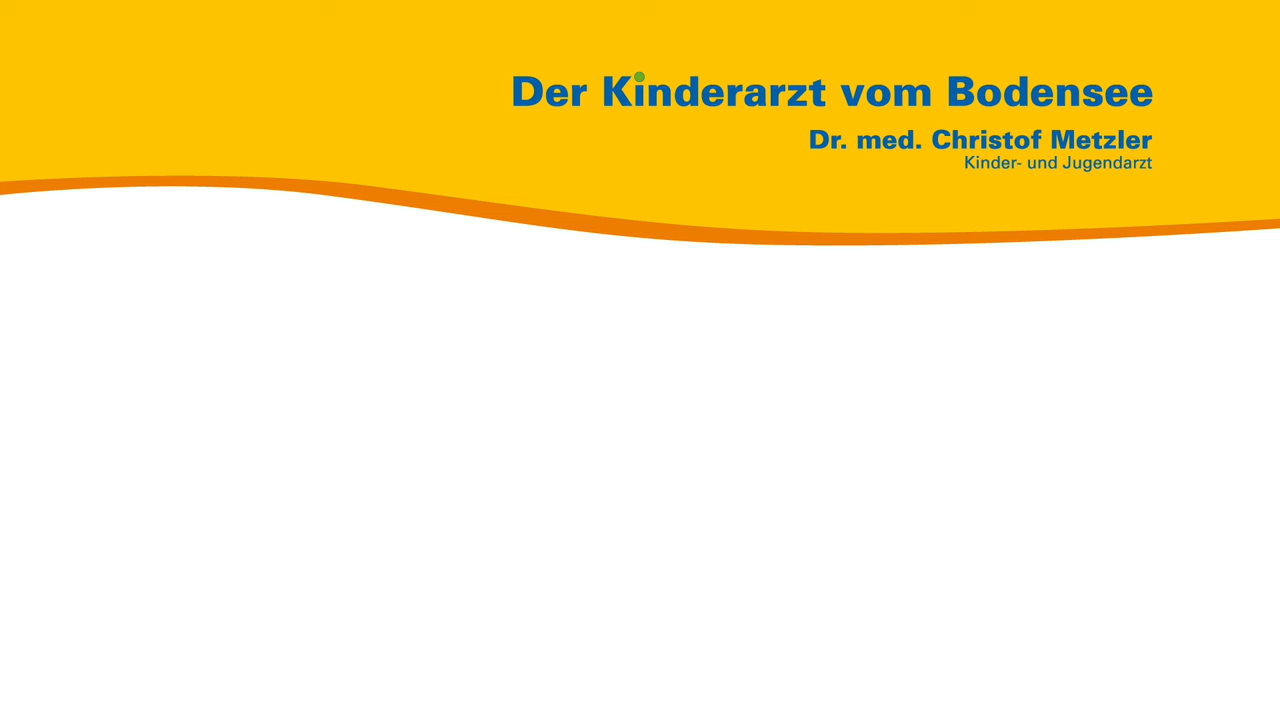 Der Kinderarzt vom Bodensee
Dr. med. Christof Metzler
Kinder- und Jugendarzt